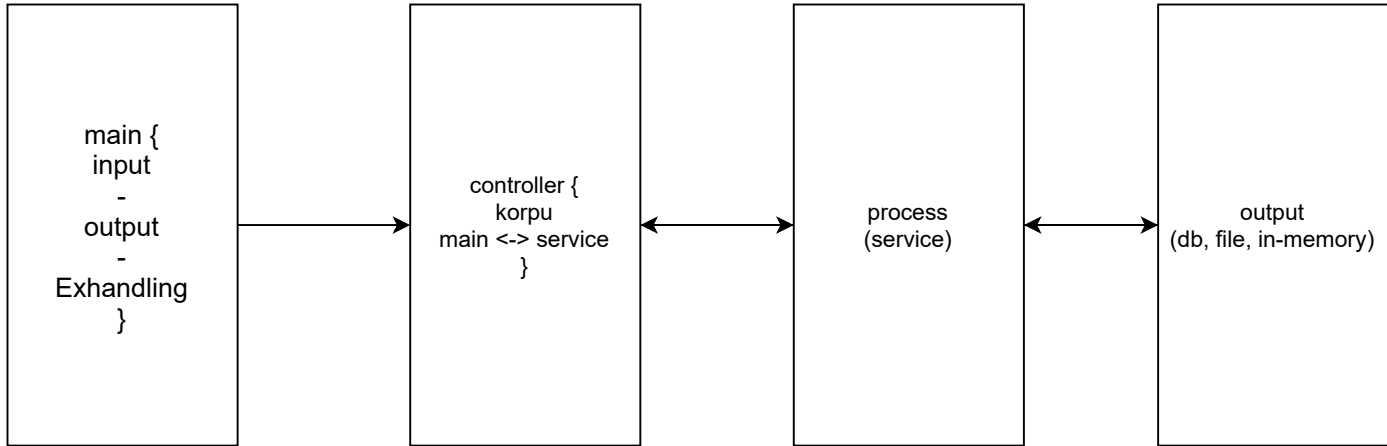 main {
input
-
output
-
Exhandling
}
controller {
korpu
main <-> service
}
process
(service)
output
(db, file, in-memory)